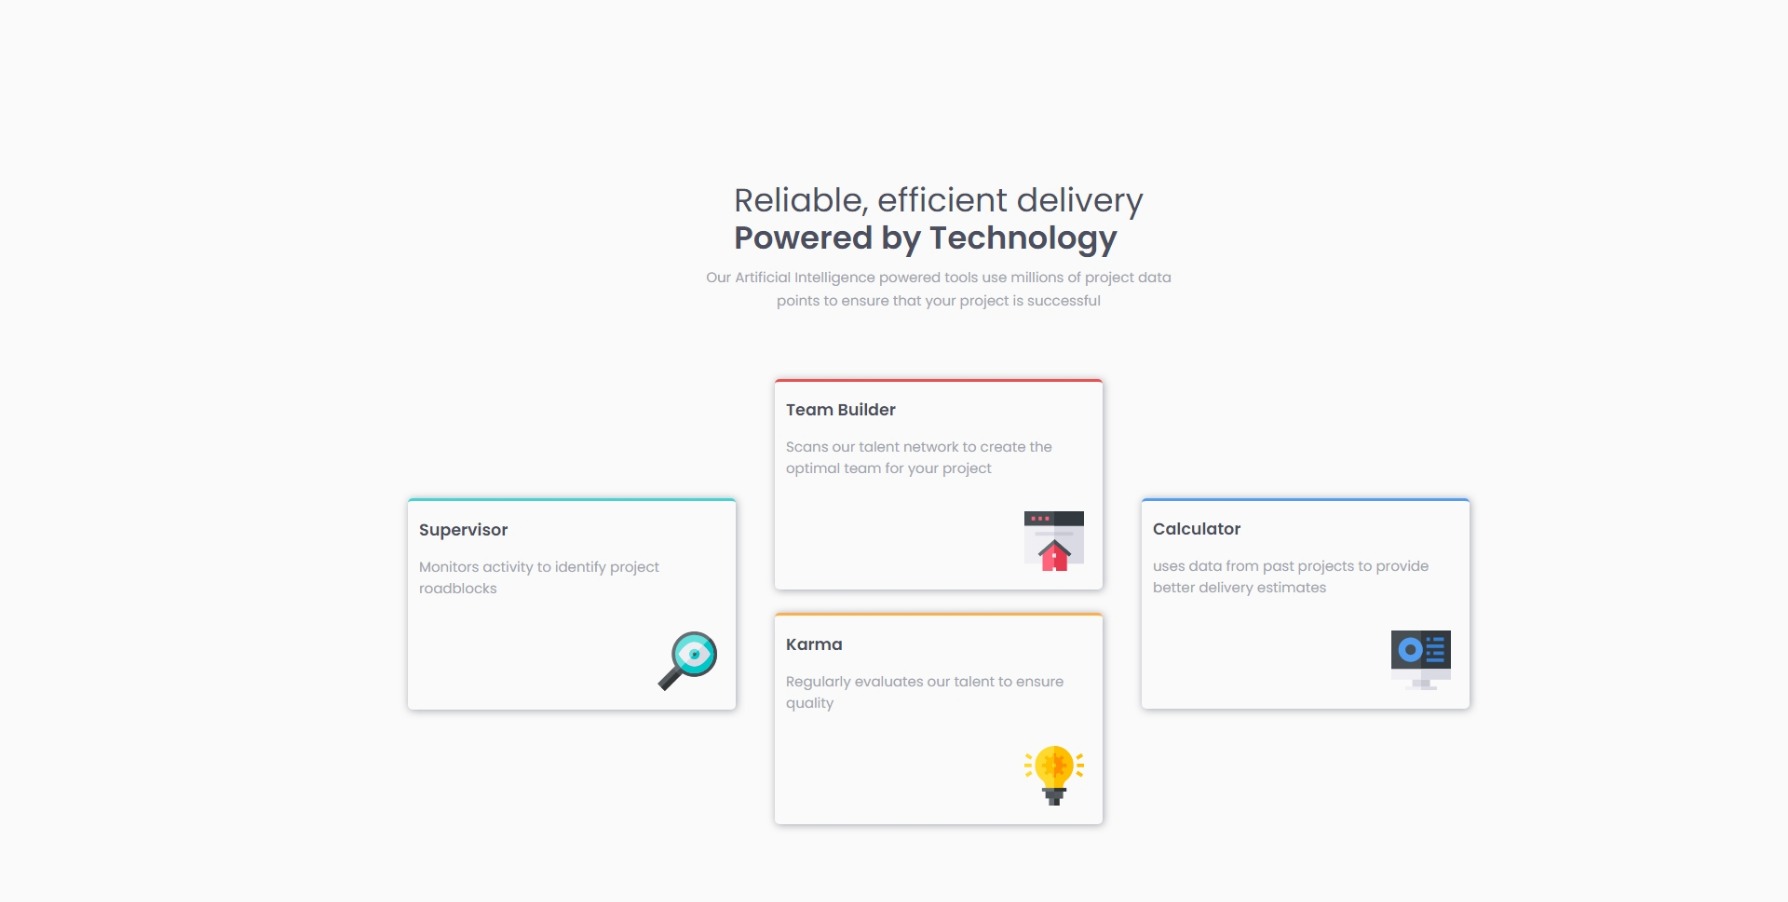 Reliable, efficient delivery
Powered by Technology
Our Artificial Intelligence powered tools use millions of project data
points to ensure that your project is successful
Team Builder
Scans our talent network to create the
optimal team for your project
Supervisor
Monitors activity to identify project
roadblocks
Calculator
uses data from past projects to provide
better delivery estimates
Karma
Regularly evaluates our talent to ensure
quality